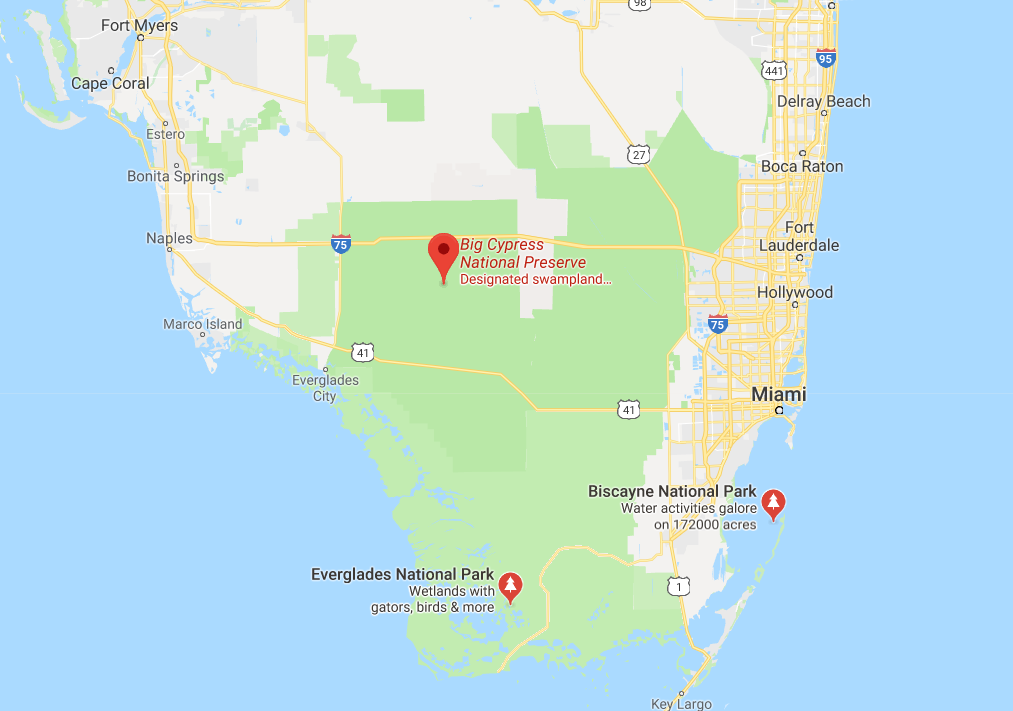 98
Fort Myers
95
441
Cape Coral
Delray Beach
Estero
27
Boca Raton
Bonita Springs
Fort
Lauderdale
Naples
75
Big Cypress
National Preserve
Designated swampland...
Hollywood
Marco Island
75
41
Everglades
City
Miami
41
Biscayne National Park
Water activities galore
on 172000 acres
Everglades National Park
Wetlands with
gators, birds & more
1
Key Largo